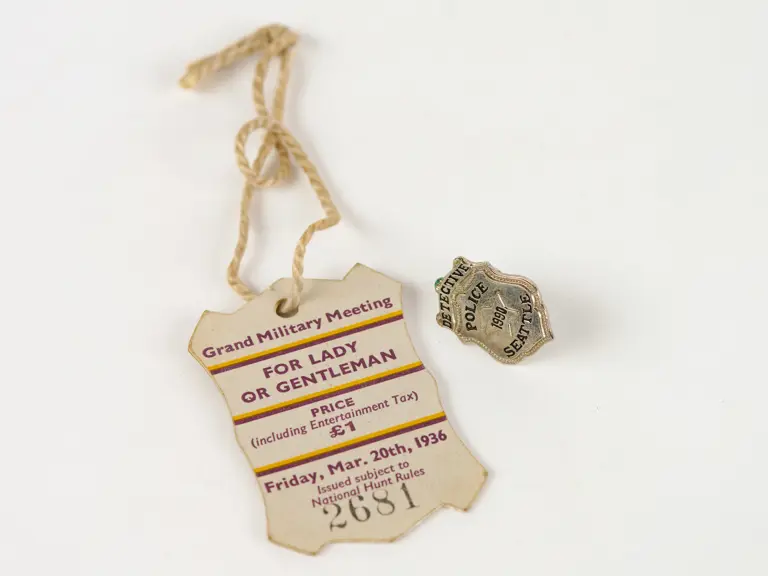 Grand Military Meeting
FOR LADY
OR GENTLEMAN
PRICE
(including Entertainment Tax)
£1
Friday, Mar. 20th, 1936
Issued subject to
National Hunt Rules
2681
DETECTIVE
POLICE
1990
SEATTLE